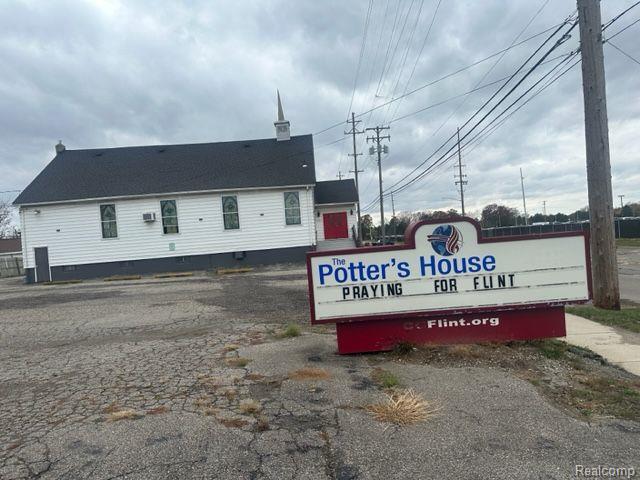 The
Potter's House
PRAYING FOR FLINT
Flint.org
Realcomp